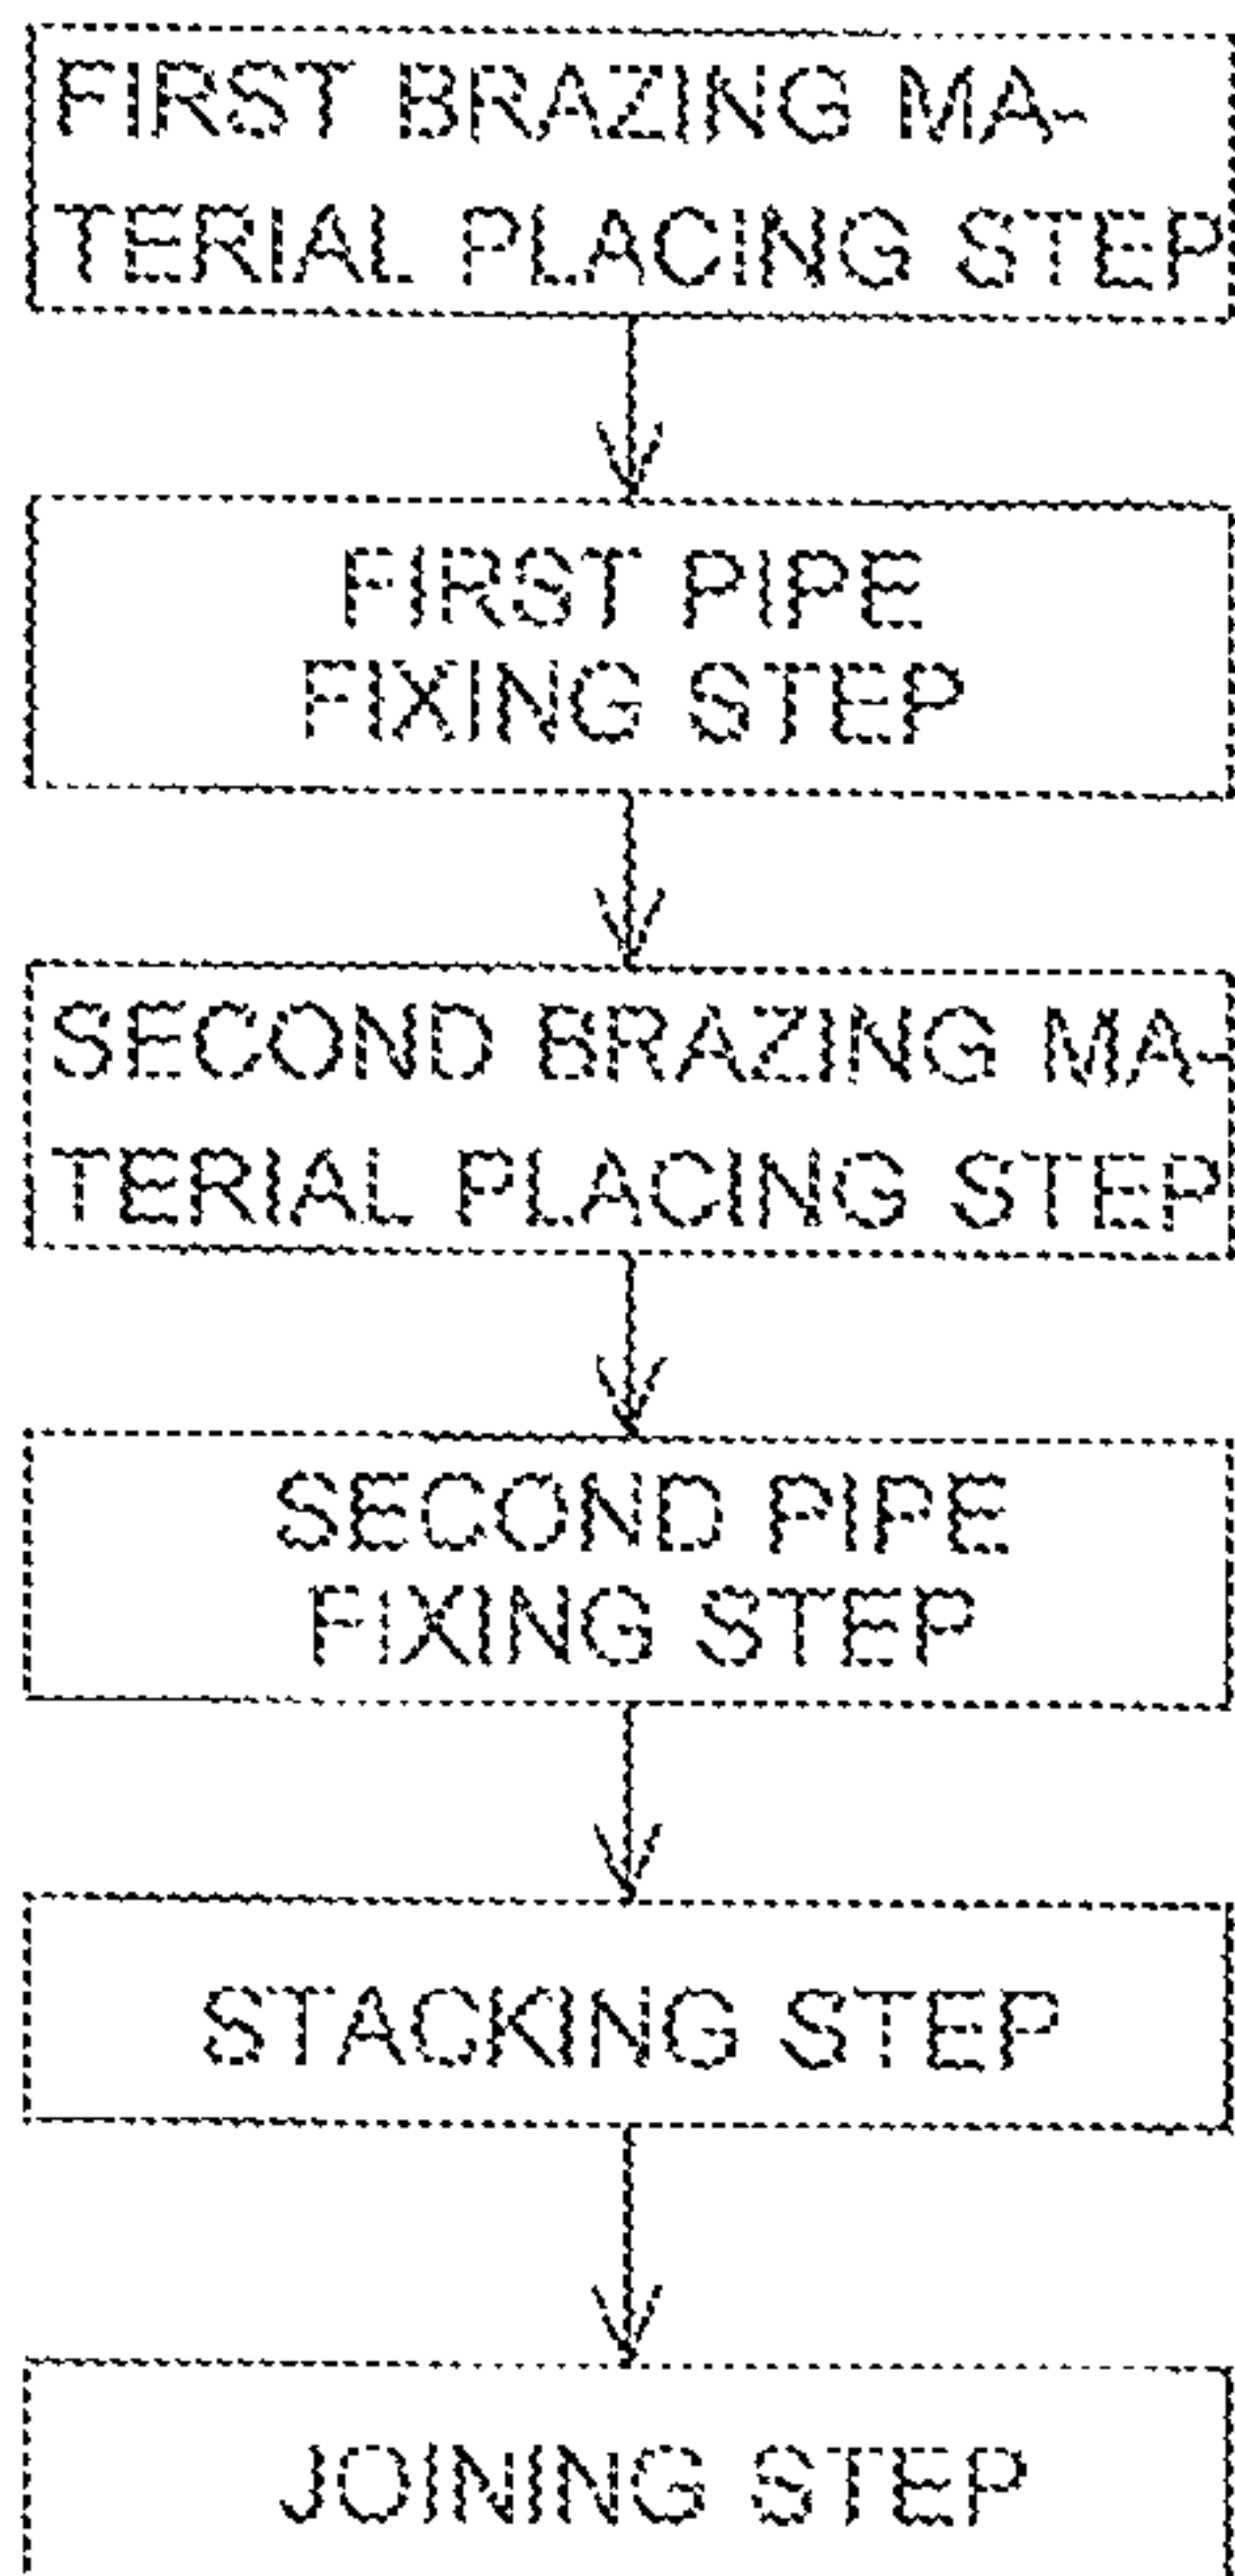 FIRST BRAZING MA-
TERIAL PLACING STEP
FIRST PIPE
FIXING STEP
SECOND BRAZING MA-
TERIAL PLACING STEP
SECOND PIPE
FIXING STEP
STACKING STEP
JOINING STEP